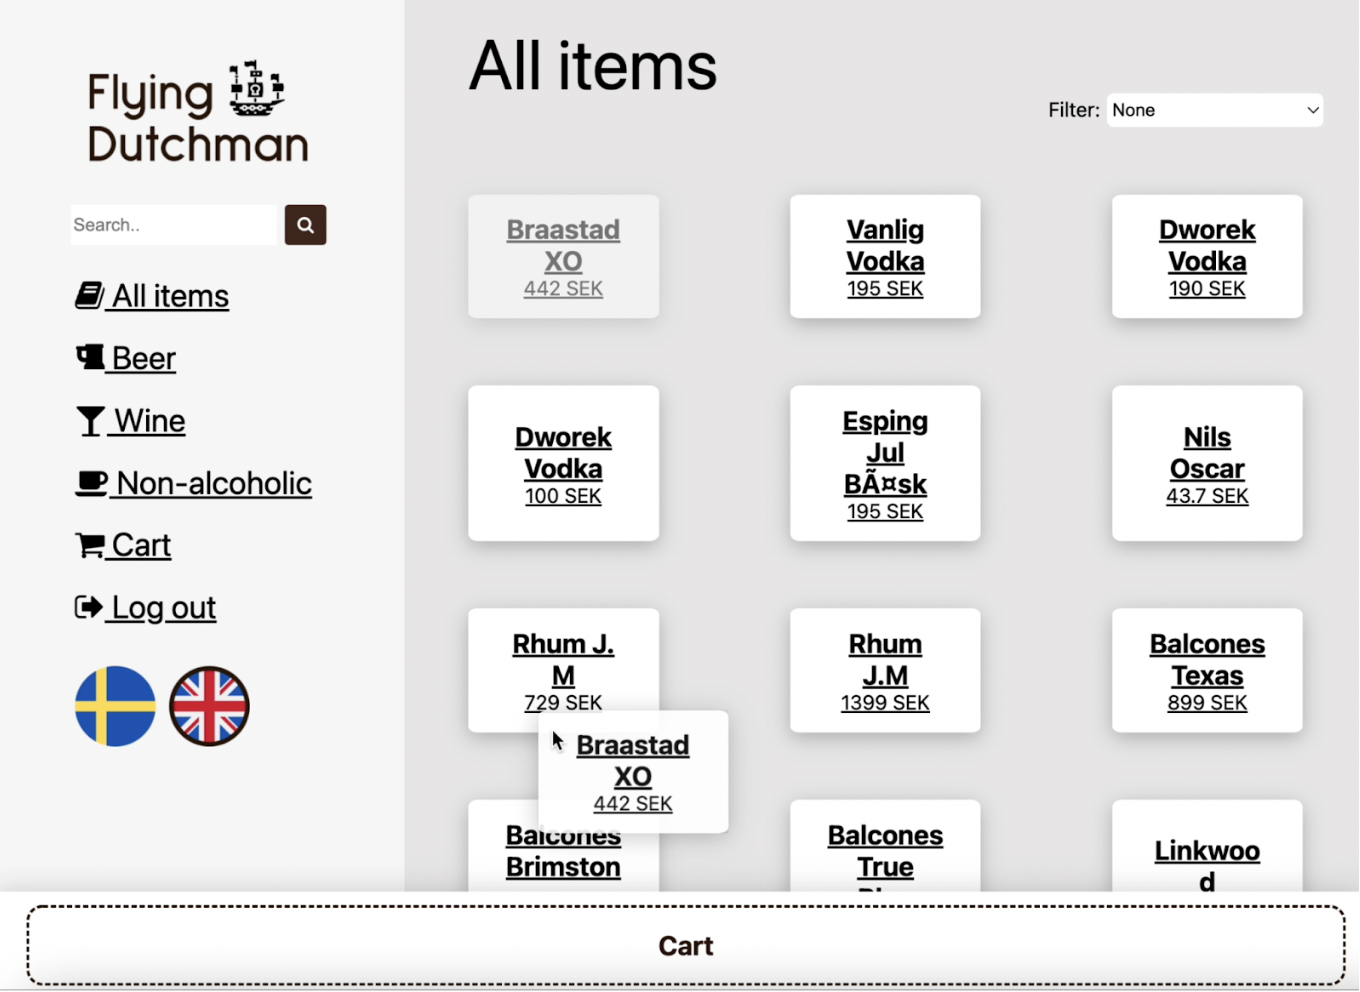 Flying
Dutchman
Search..
All items
Beer
Wine
Non-alcoholic
Cart
Log out
All items
Filter: None
Braastad
XO
442 SEK
Vanlig
Vodka
195 SEK
Dworek
Vodka
190 SEK
Dworek
Vodka
100 SEK
Esping
Jul
BÃ¤sk
195 SEK
Nils
Oscar
43.7 SEK
Rhum J.
M
729 SEK
Rhum
J.M
1399 SEK
Balcones
Texas
899 SEK
Braastad
XO
442 SEK
Balcones
Brimston
Balcones
True
Linkwoo
d
Cart